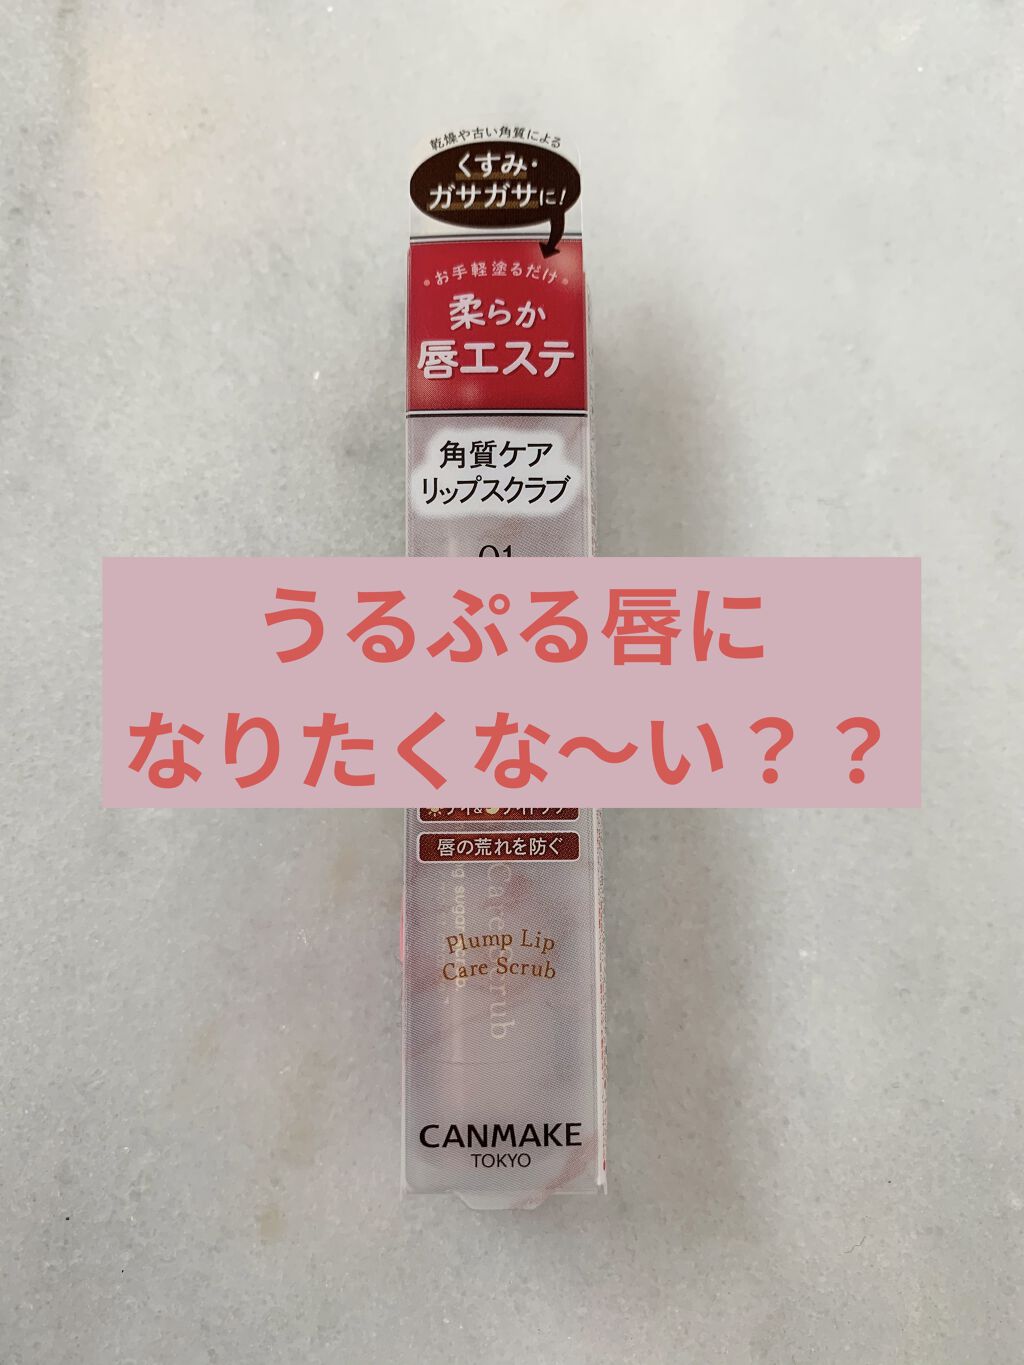 乾燥や古い角質による
くすみ・
ガサガサに!
お手軽塗るだけ
柔らか
唇エステ
角質ケア
リップスクラブ
01
うるぷる唇に
なりたくな〜い？？
唇の荒れを防ぐ
Plump Lip
Care Scrub
CANMAKE
TOKYO